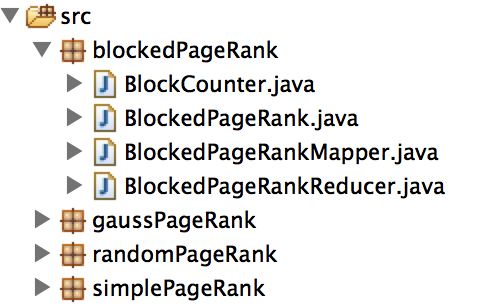 src
blockedPageRank
BlockCounter.java
BlockedPageRank.java
BlockedPageRankMapper.java
BlockedPageRankReducer.java
gaussPageRank
randomPageRank
simplePageRank